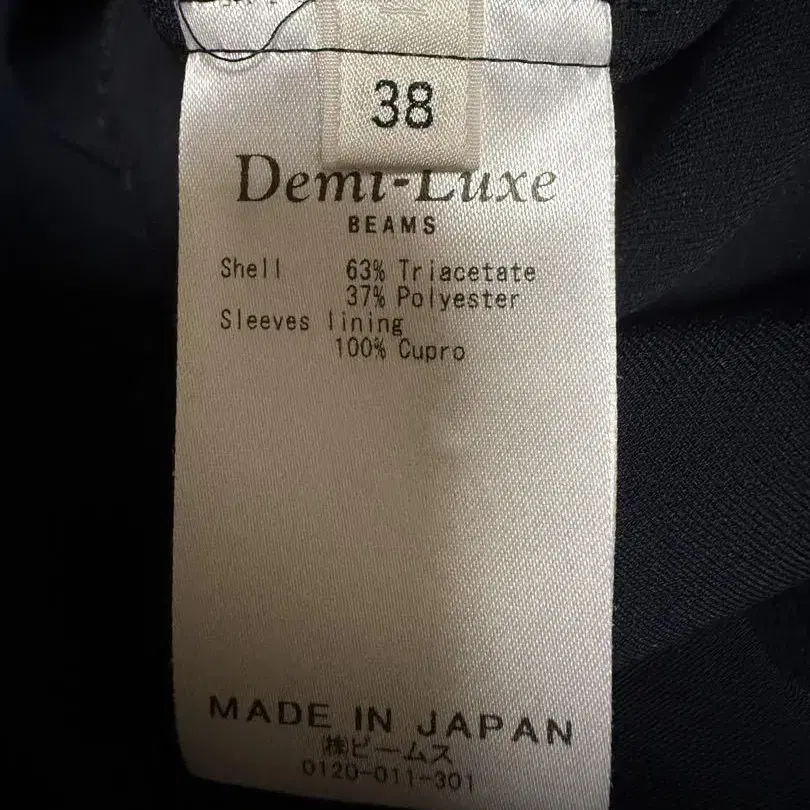 38
Demi-Luxe
BEAMS
Shell 63% Triacetate
37% Polyester
Sleeves lining
100% Cupro
MADE IN JAPAN
㈱ビームス
0120-011-301